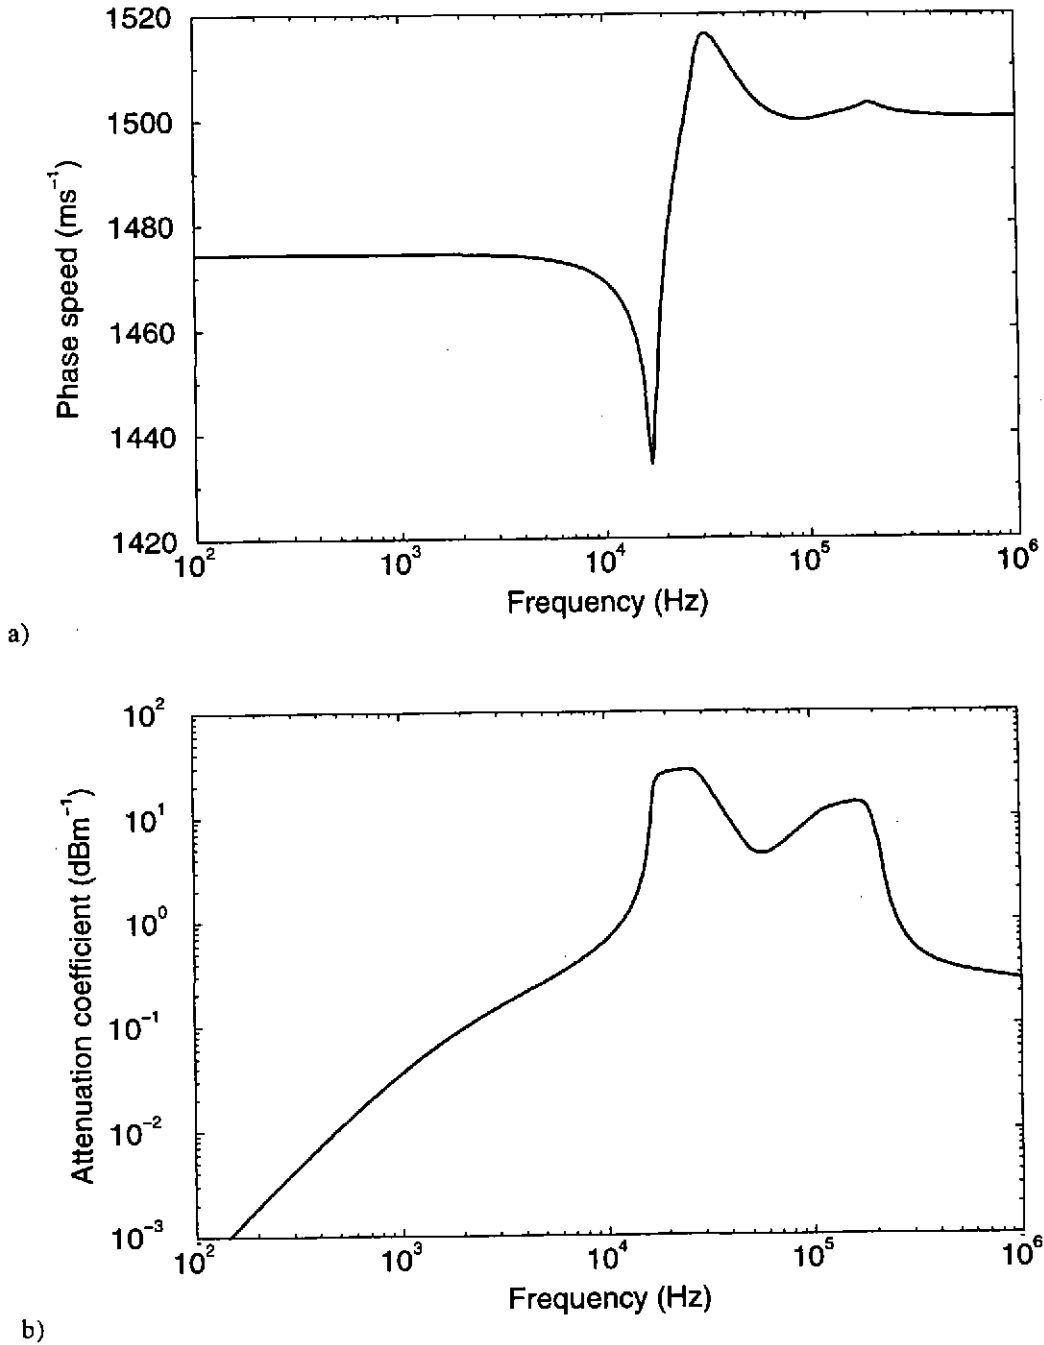 1520
1500
1480
1460
1440
1420
Phase speed (ms⁻¹)
10² 10³ 10⁴ 10⁵ 10⁶
Frequency (Hz)
a)
10²
10¹
10⁰
10⁻¹
10⁻²
10⁻³
Attenuation coefficient (dBm⁻¹)
10² 10³ 10⁴ 10⁵ 10⁶
Frequency (Hz)
b)